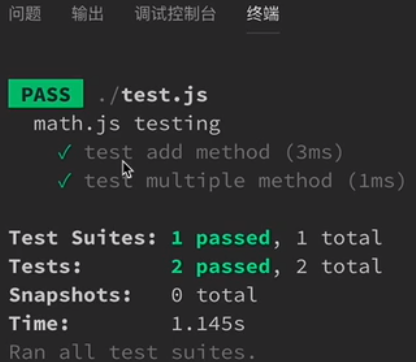 问题 输出 调试控制台 终端
PASS ./test.js
math.js testing
✓ test add method (3ms)
✓ test multiple method (1ms)
Test Suites: 1 passed, 1 total
Tests: 2 passed, 2 total
Snapshots: 0 total
Time: 1.145s
Ran all test suites.